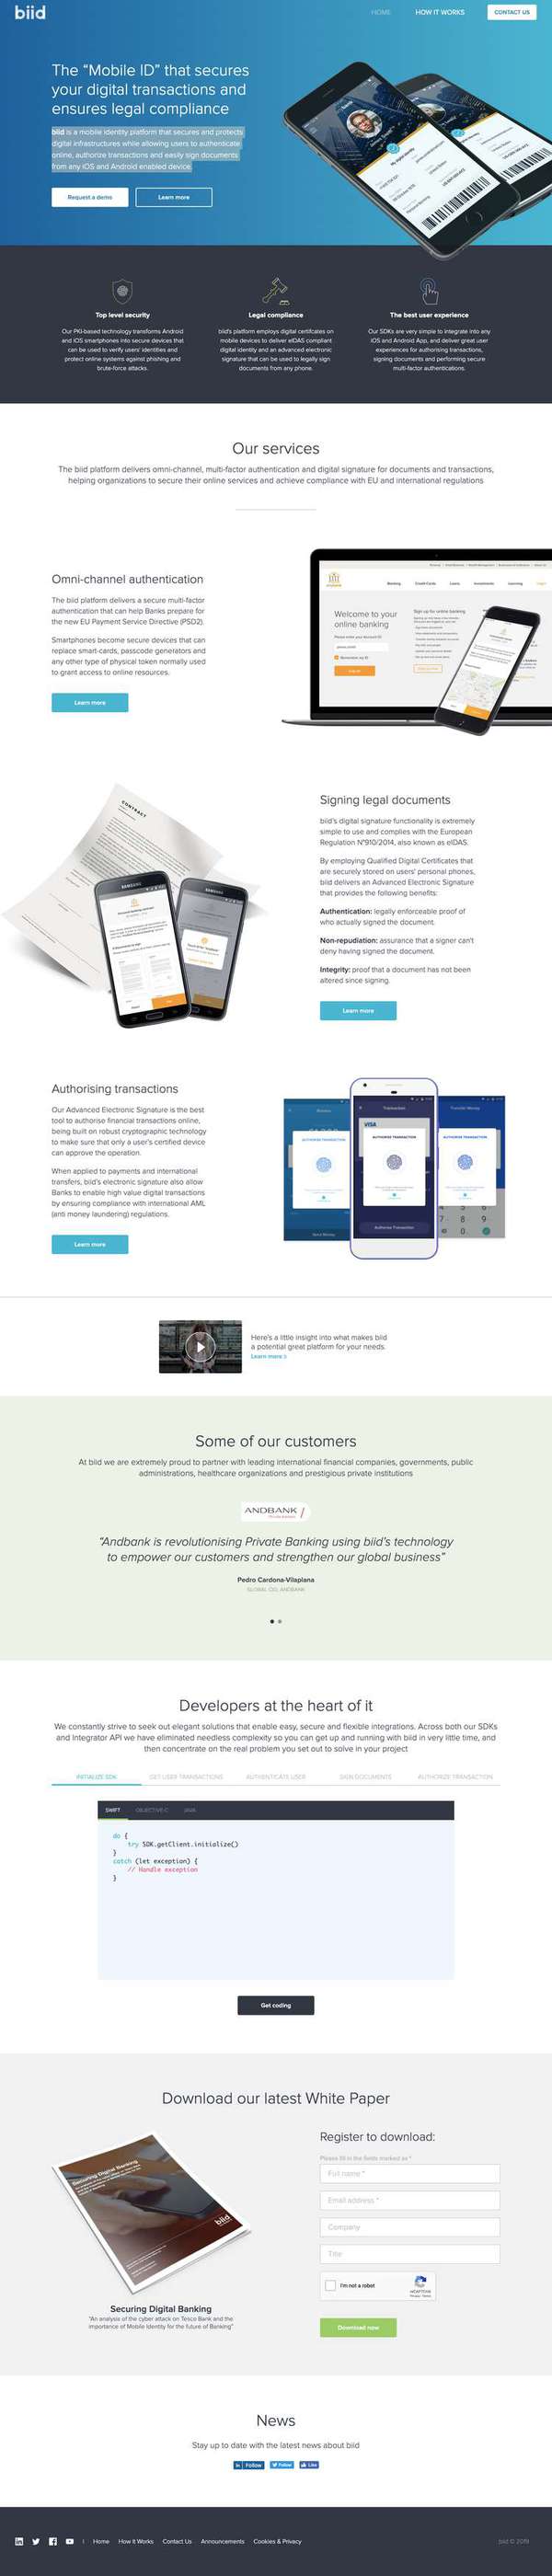 biid
HOME
HOW IT WORKS
CONTACT US
The “Mobile ID” that secures
your digital transactions and
ensures legal compliance
biid is a mobile identity platform that secures and protects
digital infrastructures while allowing users to authenticate
online, authorize transactions and easily sign documents
from any iOS and Android enabled device.
Request a demo
Learn more
Top level security
Our PKI-based technology transforms Android
and iOS smartphones into secure devices that
can be used to verify users' identities and
protect online systems against phishing and
brute-force attacks.
Legal compliance
biid's platform employs digital certificates on
mobile devices to deliver eIDAS compliant
digital identity and an advanced electronic
signature that can be used to legally sign
documents from any phone.
The best user experience
Our SDKs are very simple to integrate into any
iOS and Android App, and deliver great user
experiences for authorising transactions,
signing documents and performing secure
multi-factor authentications.
Our services
The biid platform delivers omni-channel, multi-factor authentication and digital signature for documents and transactions,
helping organizations to secure their online services and achieve compliance with EU and international regulations
Omni-channel authentication
The biid platform delivers a secure multi-factor
authentication that can help Banks prepare for
the new EU Payment Service Directive (PSD2).
Smartphones become secure devices that can
replace smart-cards, passcode generators and
any other type of physical token normally used
to grant access to online resources.
Learn more
Welcome to your
online banking
Sign up for online banking
CONTRACT
SAMSUNG
SAMSUNG
Signing legal documents
biid's digital signature functionality is extremely
simple to use and complies with the European
Regulation N°910/2014, also known as eIDAS.
By employing Qualified Digital Certificates that
are securely stored on users' personal phones,
biid delivers an Advanced Electronic Signature
that provides the following benefits:
Authentication: legally enforceable proof of
who actually signed the document.
Non-repudiation: assurance that a signer can't
deny having signed the document.
Integrity: proof that a document has not been
altered since signing.
Learn more
Authorising transactions
Our Advanced Electronic Signature is the best
tool to authorise financial transactions online,
being built on robust cryptographic technology
to make sure that only a user's certified device
can approve the operation.
When applied to payments and international
transfers, biid's electronic signature also allow
Banks to enable high value digital transactions
by ensuring compliance with international AML
(anti money laundering) regulations.
Learn more
Transactions
Transfer Money
VISA
AUTHORISE TRANSACTION
AUTHORISE TRANSACTION
AUTHORISE TRANSACTION
Authorise Transaction
Send Money
7 8 9
0
Here's a little insight into what makes biid
a potential great platform for your needs.
Learn more >
Some of our customers
At biid we are extremely proud to partner with leading international financial companies, governments, public
administrations, healthcare organizations and prestigious private institutions
ANDBANK
Private Bankers
“Andbank is revolutionising Private Banking using biid's technology
to empower our customers and strengthen our global business”
Pedro Cardona-Vilaplana
GLOBAL CIO, ANDBANK
Developers at the heart of it
We constantly strive to seek out elegant solutions that enable easy, secure and flexible integrations. Across both our SDKs
and Integrator API we have eliminated needless complexity so you can get up and running with biid in very little time, and
then concentrate on the real problem you set out to solve in your project
INITIALIZE SDK
GET USER TRANSACTIONS
AUTHENTICATE USER
SIGN DOCUMENTS
AUTHORIZE TRANSACTION
SWIFT
OBJECTIVE-C
JAVA
do {
try SDK.getClient.initialize()
}
catch (let exception) {
// Handle exception
}
Get coding
Download our latest White Paper
Securing Digital Banking
biid
Securing Digital Banking
"An analysis of the cyber attack on Tesco Bank and the
importance of Mobile Identity for the future of Banking"
Register to download:
Please fill in the fields marked as *
Full name *
Email address *
Company
Title
I'm not a robot
reCAPTCHA
Privacy - Terms
Download now
News
Stay up to date with the latest news about biid
in Follow
Follow
Like
Home
How It Works
Contact Us
Announcements
Cookies & Privacy
biid © 2019